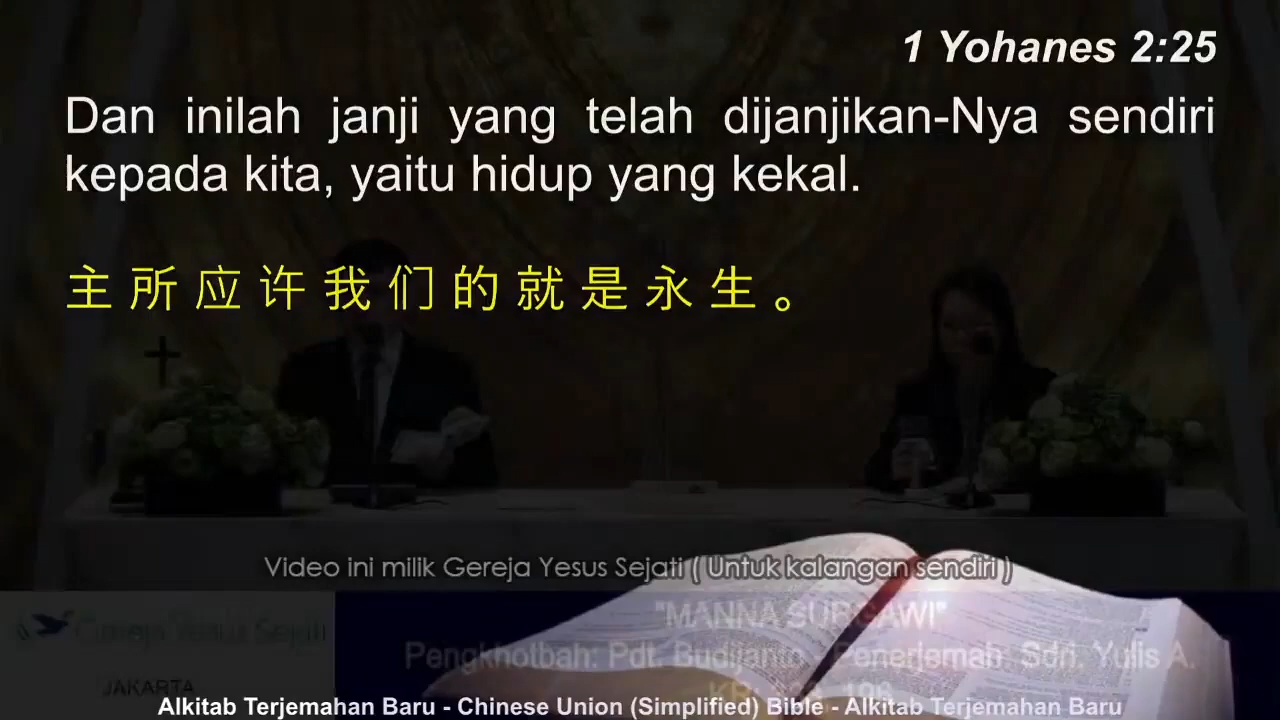 1 Yohanes 2:25
Dan inilah janji yang telah dijanjikan-Nya sendiri
kepada kita, yaitu hidup yang kekal.
主所应许我们的就是永生。
Video ini milik Gereja Yesus Sejati ( Untuk kalangan sendiri )
Gereja Yesus Sejati
JAKARTA
"MANNA SURGAWI"
Pengkhotbah: Pdt. Budijanto, Penerjemah: Sdri. Yulis A.
Alkitab Terjemahan Baru - Chinese Union (Simplified) Bible - Alkitab Terjemahan Baru